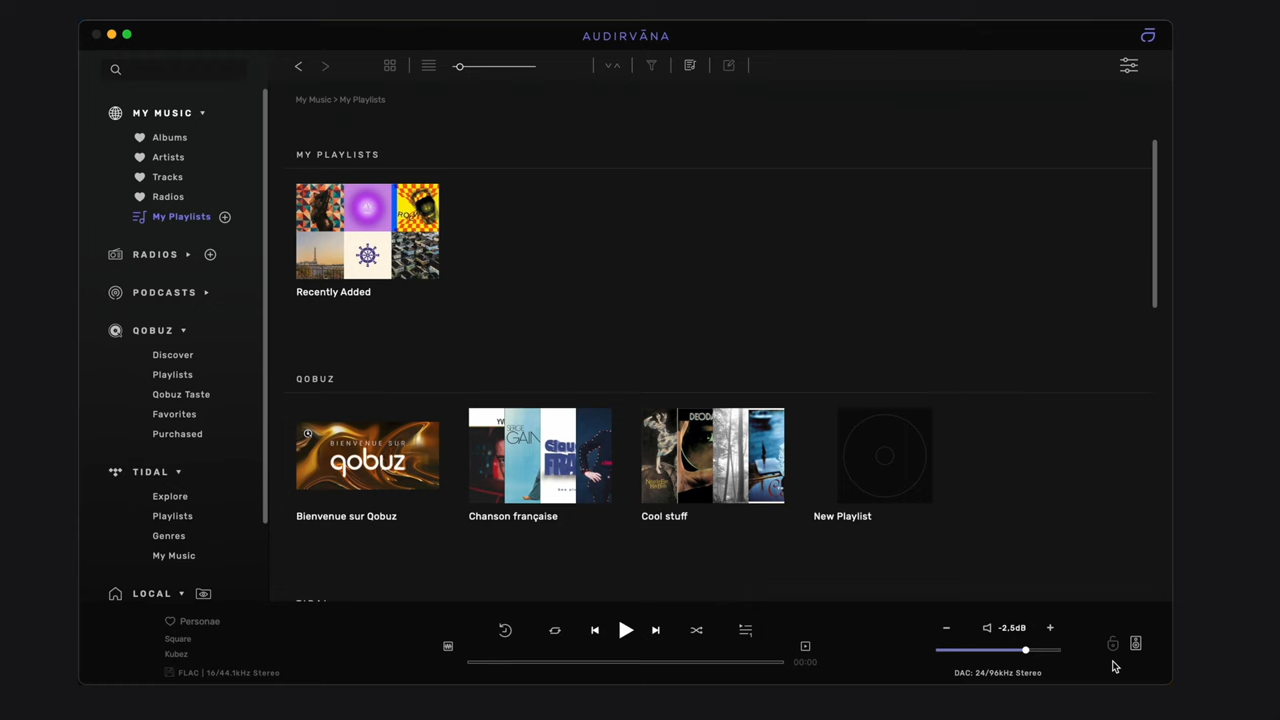 AUDIRVĀNA
MY MUSIC
Albums
Artists
Tracks
Radios
My Playlists
RADIOS
PODCASTS
QOBUZ
Discover
Playlists
Qobuz Taste
Favorites
Purchased
TIDAL
Explore
Playlists
Genres
My Music
LOCAL
My Music > My Playlists
MY PLAYLISTS
Recently Added
QOBUZ
BIENVENUE SUR
qobuz
SERGE
GAIN
DEODA
Bienvenue sur Qobuz
Chanson française
Cool stuff
New Playlist
Personae
Square
Kubez
FLAC | 16/44.1kHz Stereo
00:00
-2.5dB
DAC: 24/96kHz Stereo